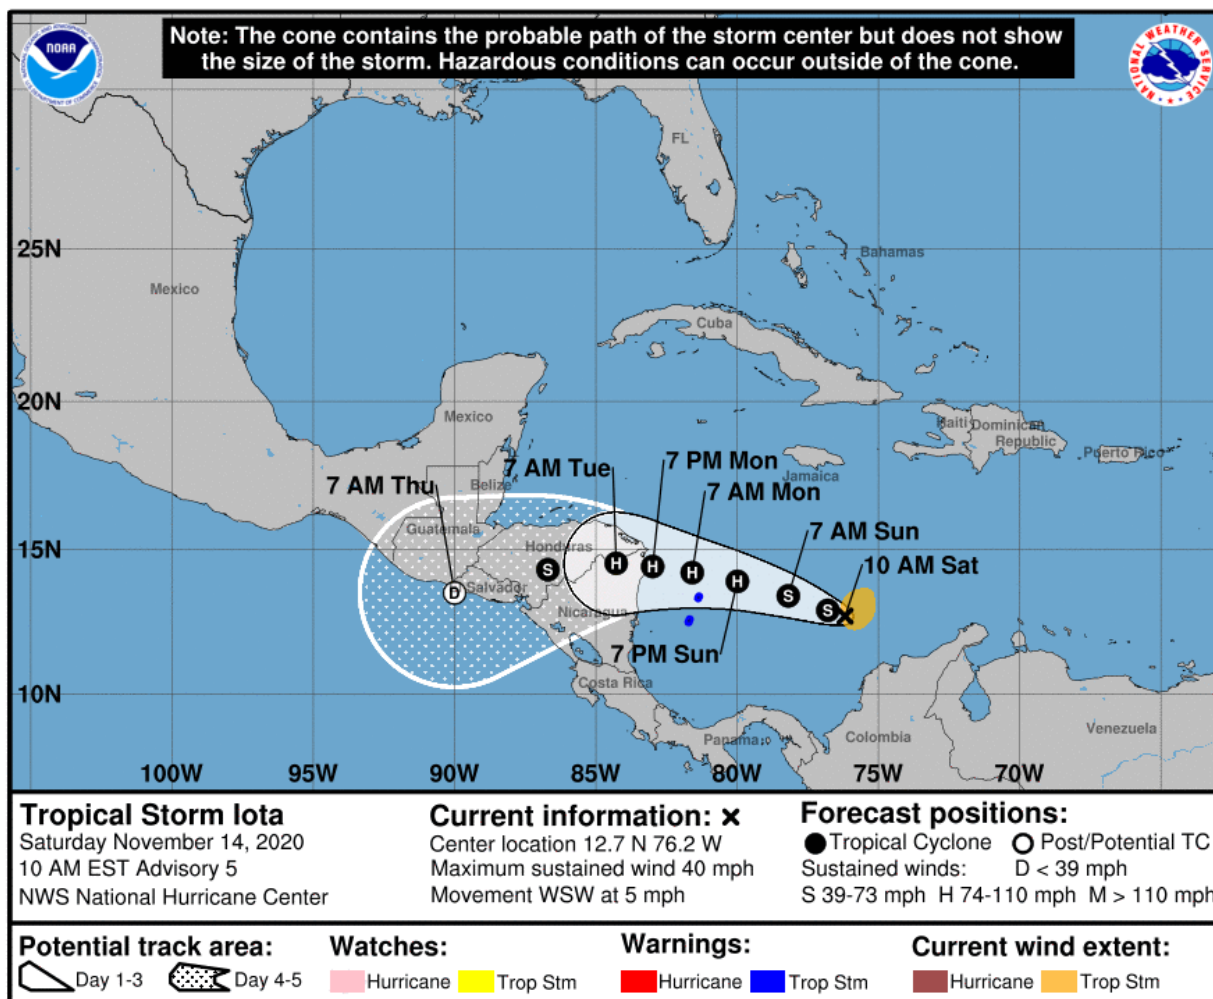 Note: The cone contains the probable path of the storm center but does not show
the size of the storm. Hazardous conditions can occur outside of the cone.
NOAA
NATIONAL WEATHER SERVICE
FL
25N
Bahamas
Mexico
Cuba
20N
Mexico
Haiti
Dominican
Republic
Puerto Rico
Jamaica
7 AM Tue
7 PM Mon
7 AM Thu
Belize
7 AM Mon
Guatemala
7 AM Sun
15N
Honduras
10 AM Sat
S
H
H
H
H
S
S
D
Salvador
Nicaragua
7 PM Sun
Costa Rica
10N
Panama
Colombia
Venezuela
100W
95W
90W
85W
80W
75W
70W
Tropical Storm Iota
Saturday November 14, 2020
10 AM EST Advisory 5
NWS National Hurricane Center
Current information: ×
Center location 12.7 N 76.2 W
Maximum sustained wind 40 mph
Movement WSW at 5 mph
Forecast positions:
Tropical Cyclone
Post/Potential TC
Sustained winds:
D < 39 mph
S 39-73 mph H 74-110 mph M > 110 mph
Potential track area:
Day 1-3
Day 4-5
Watches:
Hurricane
Trop Stm
Warnings:
Hurricane
Trop Stm
Current wind extent:
Hurricane
Trop Stm